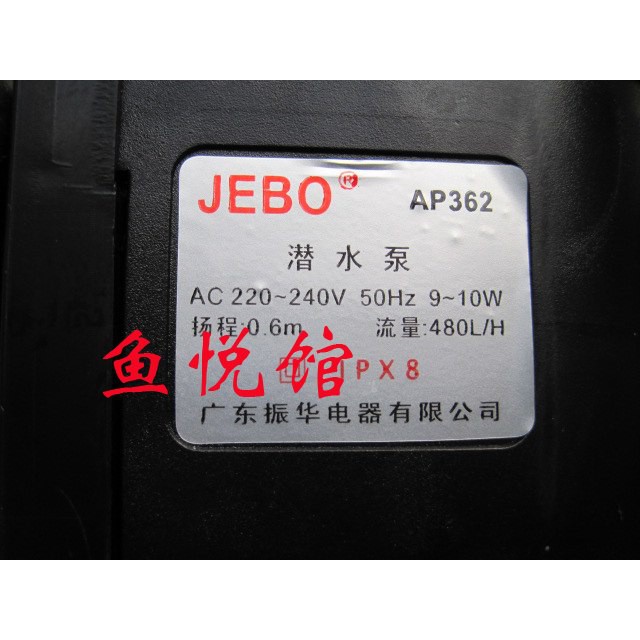 JEBO® AP362
潜水泵
AC 220~240V 50Hz 9~10W
扬程:0.6m 流量:480L/H
鱼悦馆
IPX8
广东振华电器有限公司